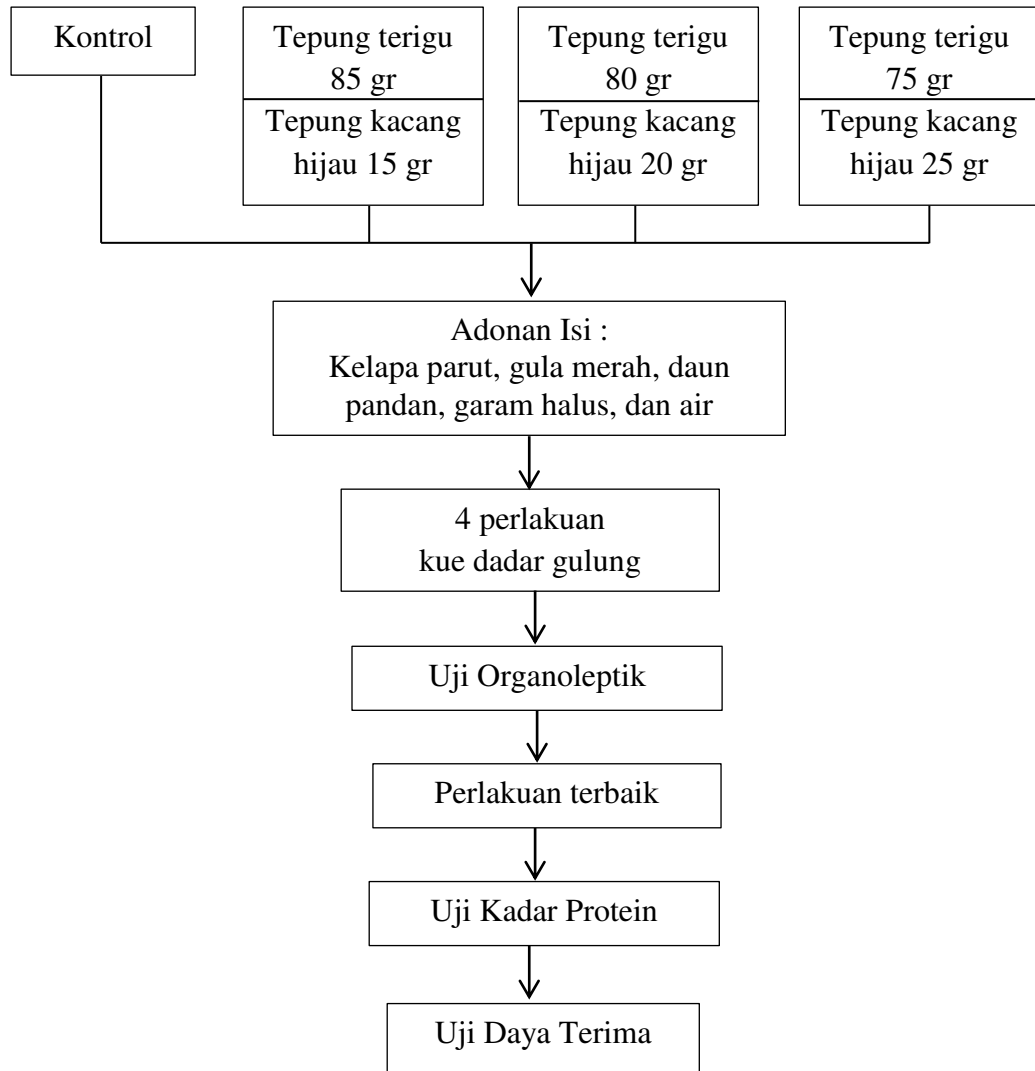 Kontrol
Tepung terigu
85 gr
Tepung kacang
hijau 15 gr
Tepung terigu
80 gr
Tepung kacang
hijau 20 gr
Tepung terigu
75 gr
Tepung kacang
hijau 25 gr
Adonan Isi :
Kelapa parut, gula merah, daun
pandan, garam halus, dan air
4 perlakuan
kue dadar gulung
Uji Organoleptik
Perlakuan terbaik
Uji Kadar Protein
Uji Daya Terima